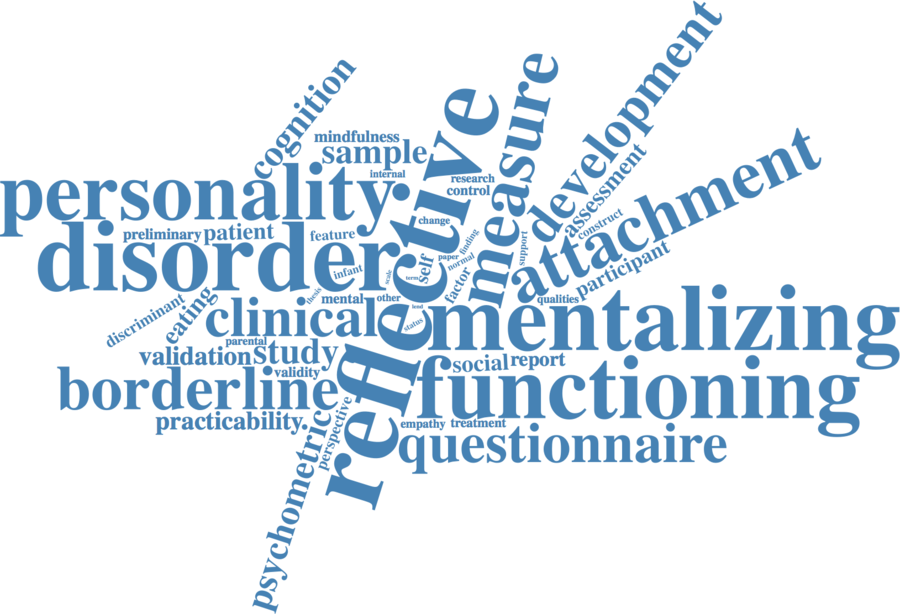 development
cognition
measure
mindfulness
sample
reflective
attachment
assessment
internal
research
control
personality
construct
change
preliminary
patient
feature
disorder
support
finding
paper
normal
participant
self
infant
scale
term
factor
discriminant
eating
thesis
mental
other
qualities
clinical
lond
status
mentalizing
parental
validation
study
validity
social
report
borderline
functioning
practicability.
perspective
empathy
treatment
psychometric
questionnaire